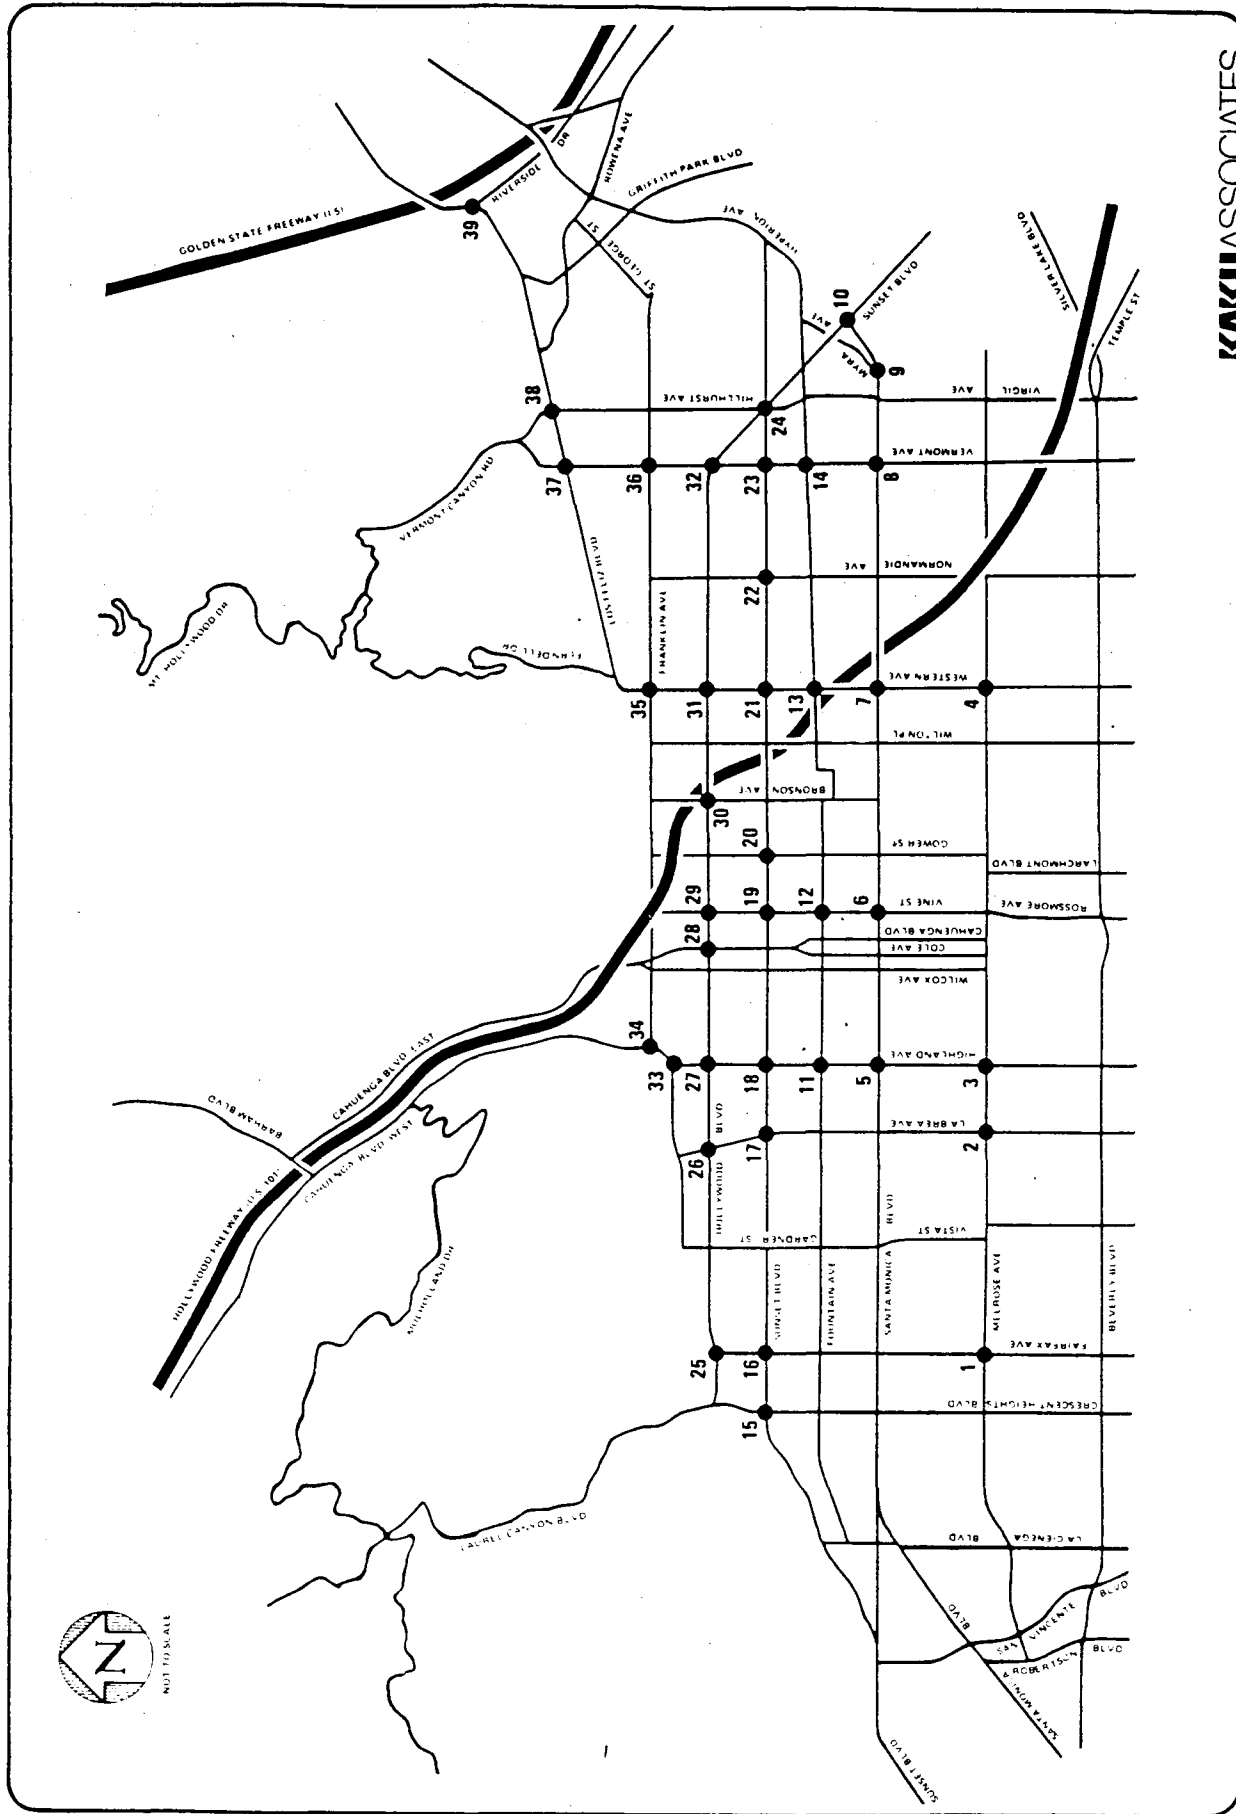 KAKU ASSOCIATES
NOT TO SCALE
N
HOLLYWOOD FREEWAY (U.S. 101)
BARHAM BLVD
CAHUENGA BLVD EAST
CAHUENGA BLVD WEST
MULHOLLAND DR
LAUREL CANYON BLVD
MT. HOLLYWOOD DR
VERMONT CANYON RD
FERNDELL DR
LOS FELIZ BLVD
GOLDEN STATE FREEWAY (I-5)
RIVERSIDE
DR
ROWENA AVE
GRIFFITH PARK BLVD
ST. GEORGE ST
HYPERION AVE
FRANKLIN AVE
HOLLYWOOD BLVD
SUNSET BLVD
FOUNTAIN AVE
SANTA MONICA BLVD
MELROSE AVE
BEVERLY BLVD
SUNSET BLVD
SANTA MONICA
BLVD
SAN VINCENTE BLVD
& ROBERTSON BLVD
LA CIENEGA BLVD
CRESCENT HEIGHTS BLVD
FAIRFAX AVE
GARDNER ST
VISTA ST
LA BREA AVE
HIGHLAND AVE
WILCOX AVE
COLE AVE
CAHUENGA BLVD
VINE ST
ROSSMORE AVE
GOWER ST
LARCHMONT BLVD
BRONSON AVE
WILTON PL
WESTERN AVE
NORMANDIE AVE
VERMONT AVE
HILLHURST AVE
VIRGIL AVE
MYRA AVE
SUNSET BLVD
SILVER LAKE BLVD
TEMPLE ST
39
38
37
36
35
34
33
25
26
27
28
29
30
31
32
15
16
17
18
19
20
21
22
23
24
11
12
13
14
5
6
7
8
9
10
1
2
3
4